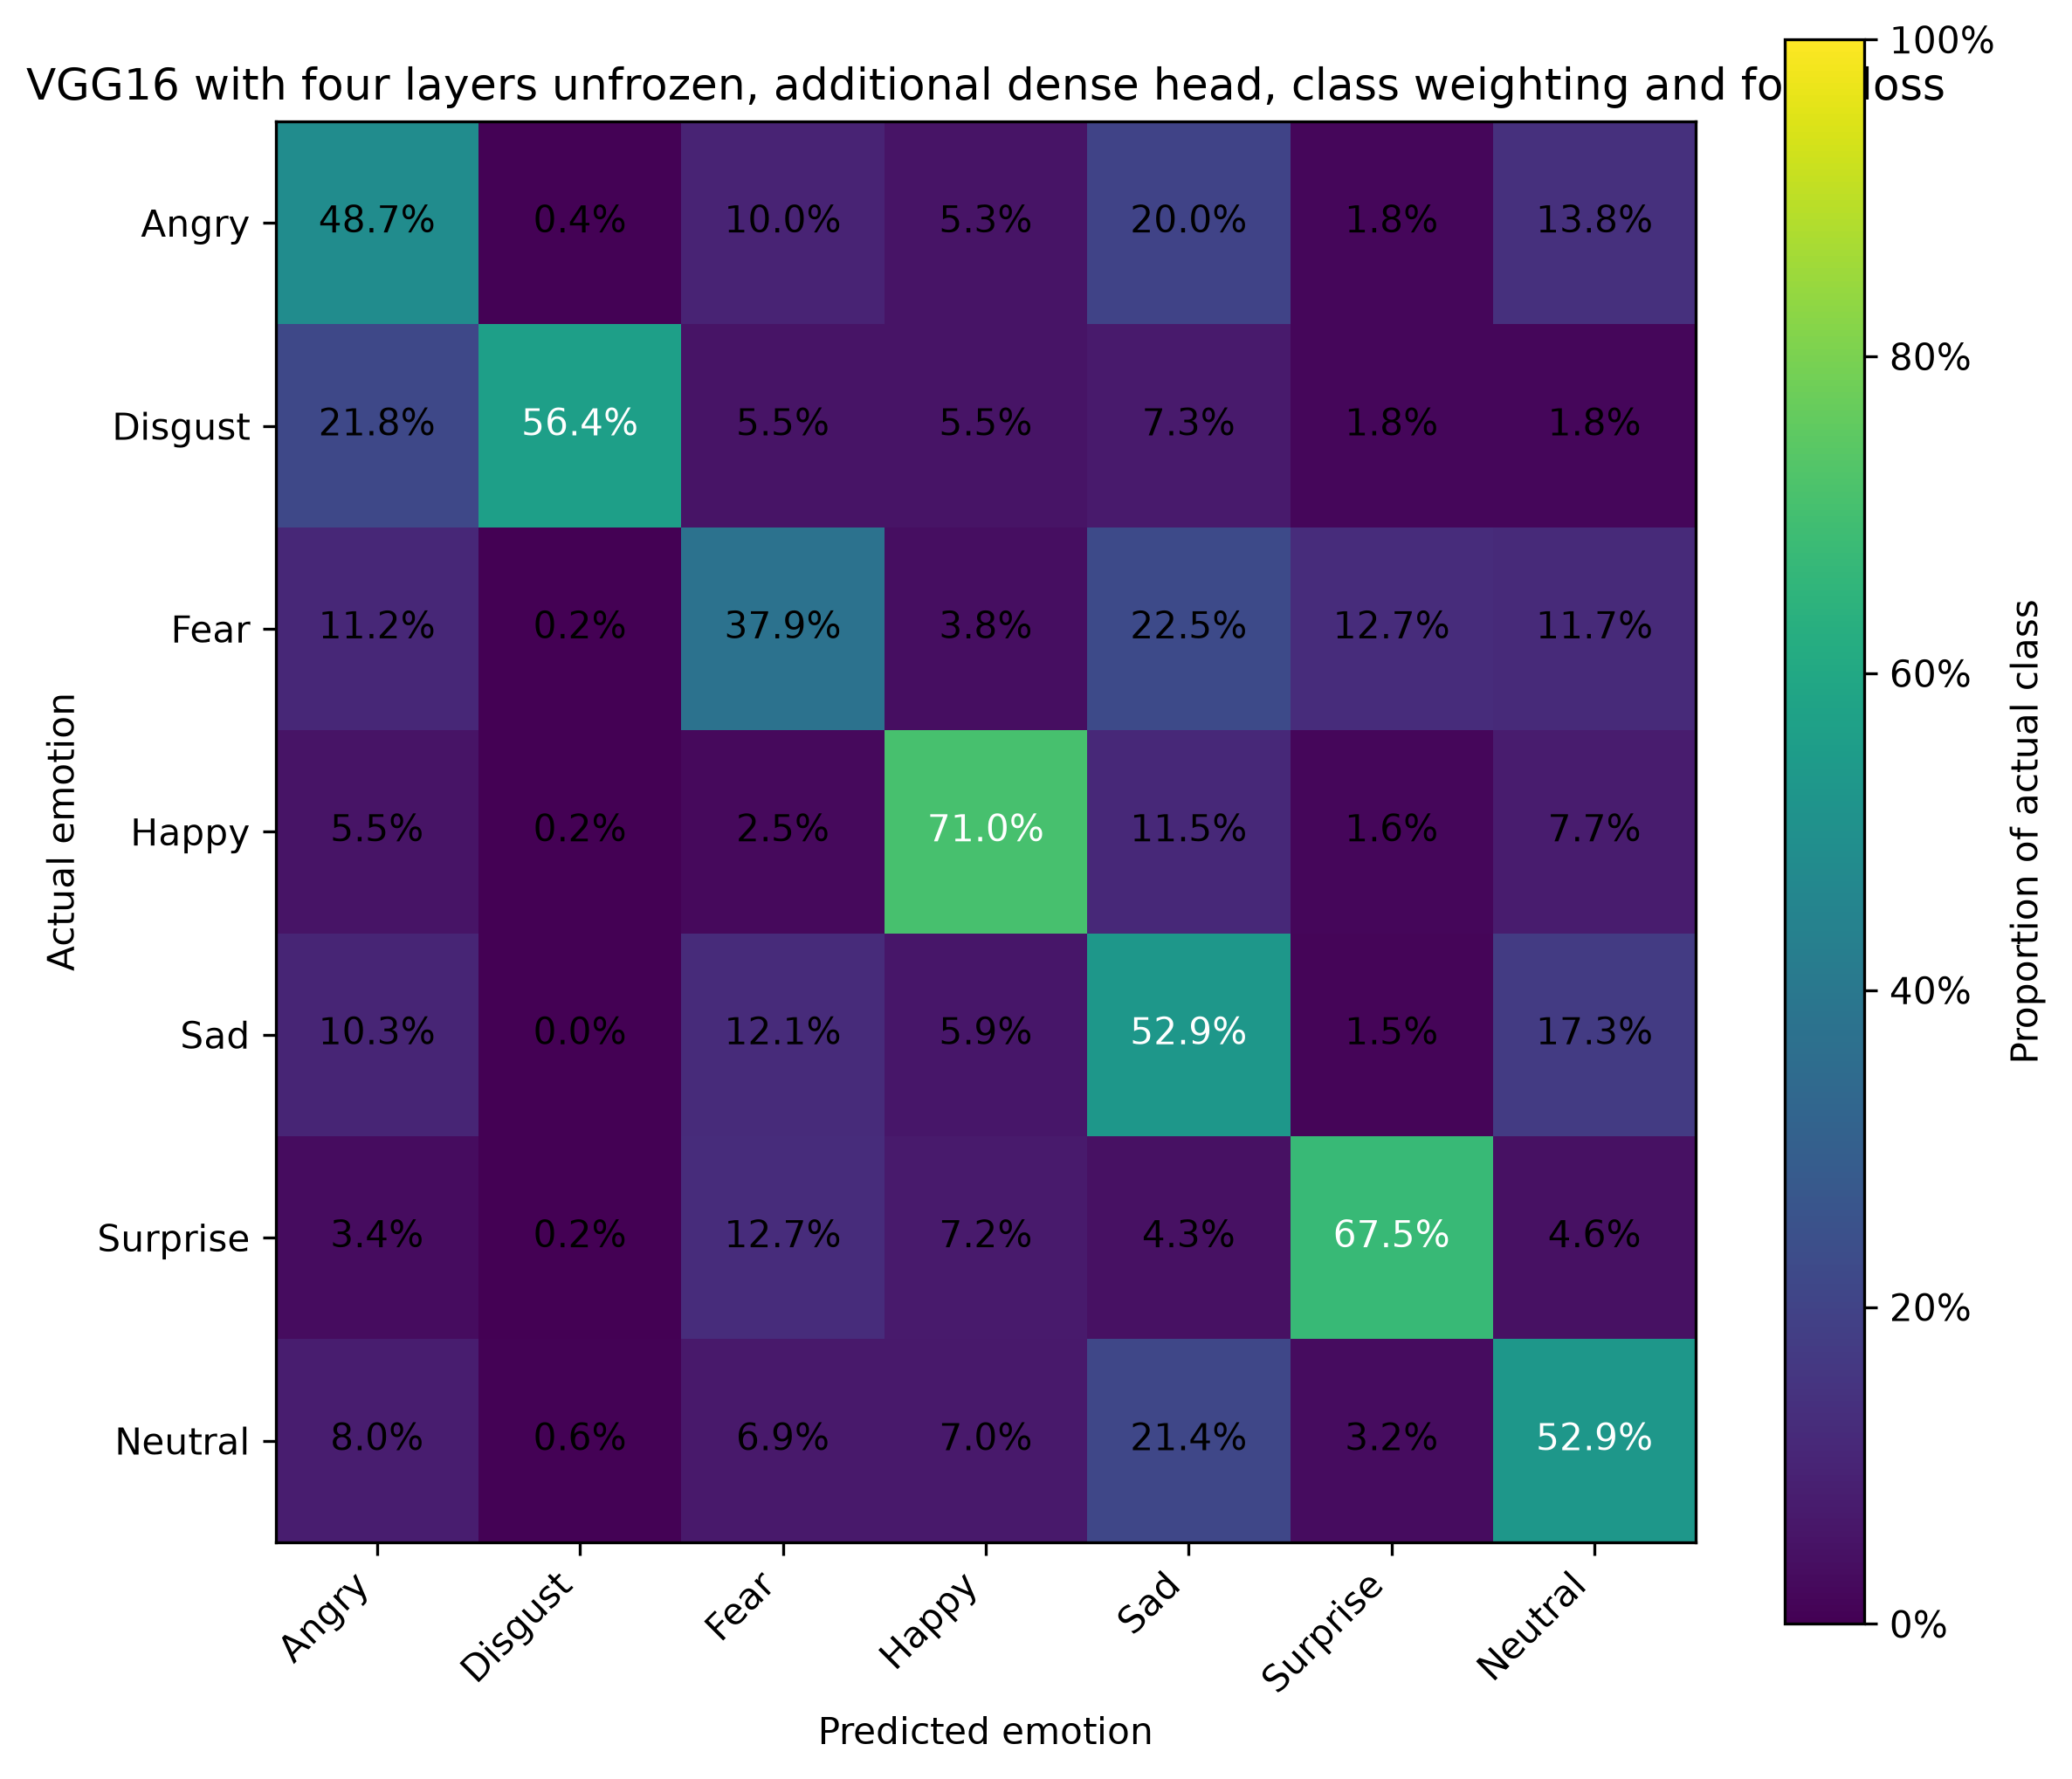 VGG16 with four layers unfrozen, additional dense head, class weighting and loss
100%
80%
60%
40%
20%
0%
Proportion of actual class
Actual emotion
Angry 48.7% 0.4% 10.0% 5.3% 20.0% 1.8% 13.8%
Disgust 21.8% 56.4% 5.5% 5.5% 7.3% 1.8% 1.8%
Fear 11.2% 0.2% 37.9% 3.8% 22.5% 12.7% 11.7%
Happy 5.5% 0.2% 2.5% 71.0% 11.5% 1.6% 7.7%
Sad 10.3% 0.0% 12.1% 5.9% 52.9% 1.5% 17.3%
Surprise 3.4% 0.2% 12.7% 7.2% 4.3% 67.5% 4.6%
Neutral 8.0% 0.6% 6.9% 7.0% 21.4% 3.2% 52.9%
Angry Disgust Fear Happy Sad Surprise Neutral
Predicted emotion